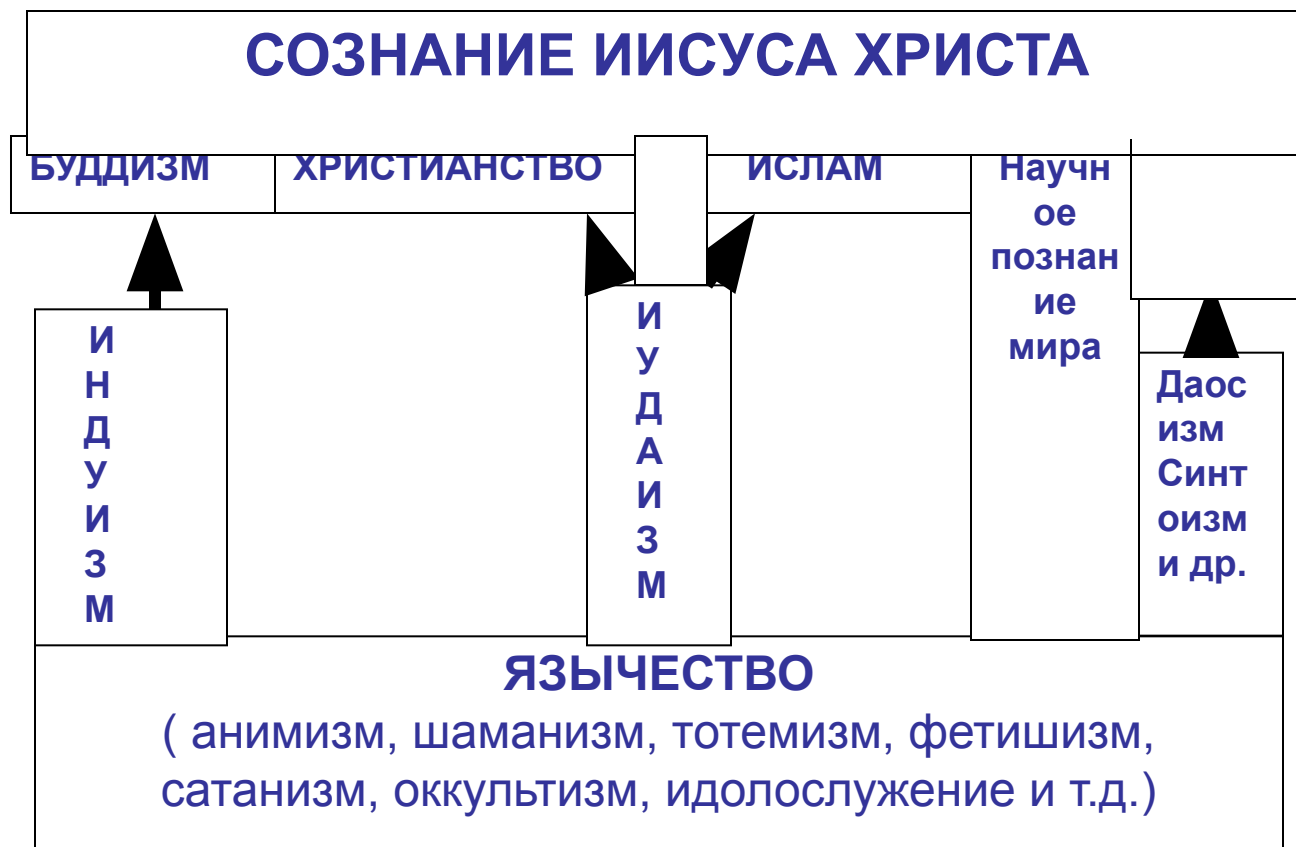 СОЗНАНИЕ ИИСУСА ХРИСТА
БУДДИЗМ
ХРИСТИАНСТВО
ИСЛАМ
Научн
ое
познан
ие
мира
И
Н
Д
У
И
З
М
И
У
Д
А
И
З
М
Даос
изм
Синт
оизм
и др.
ЯЗЫЧЕСТВО
( анимизм, шаманизм, тотемизм, фетишизм,
сатанизм, оккультизм, идолослужение и т.д.)